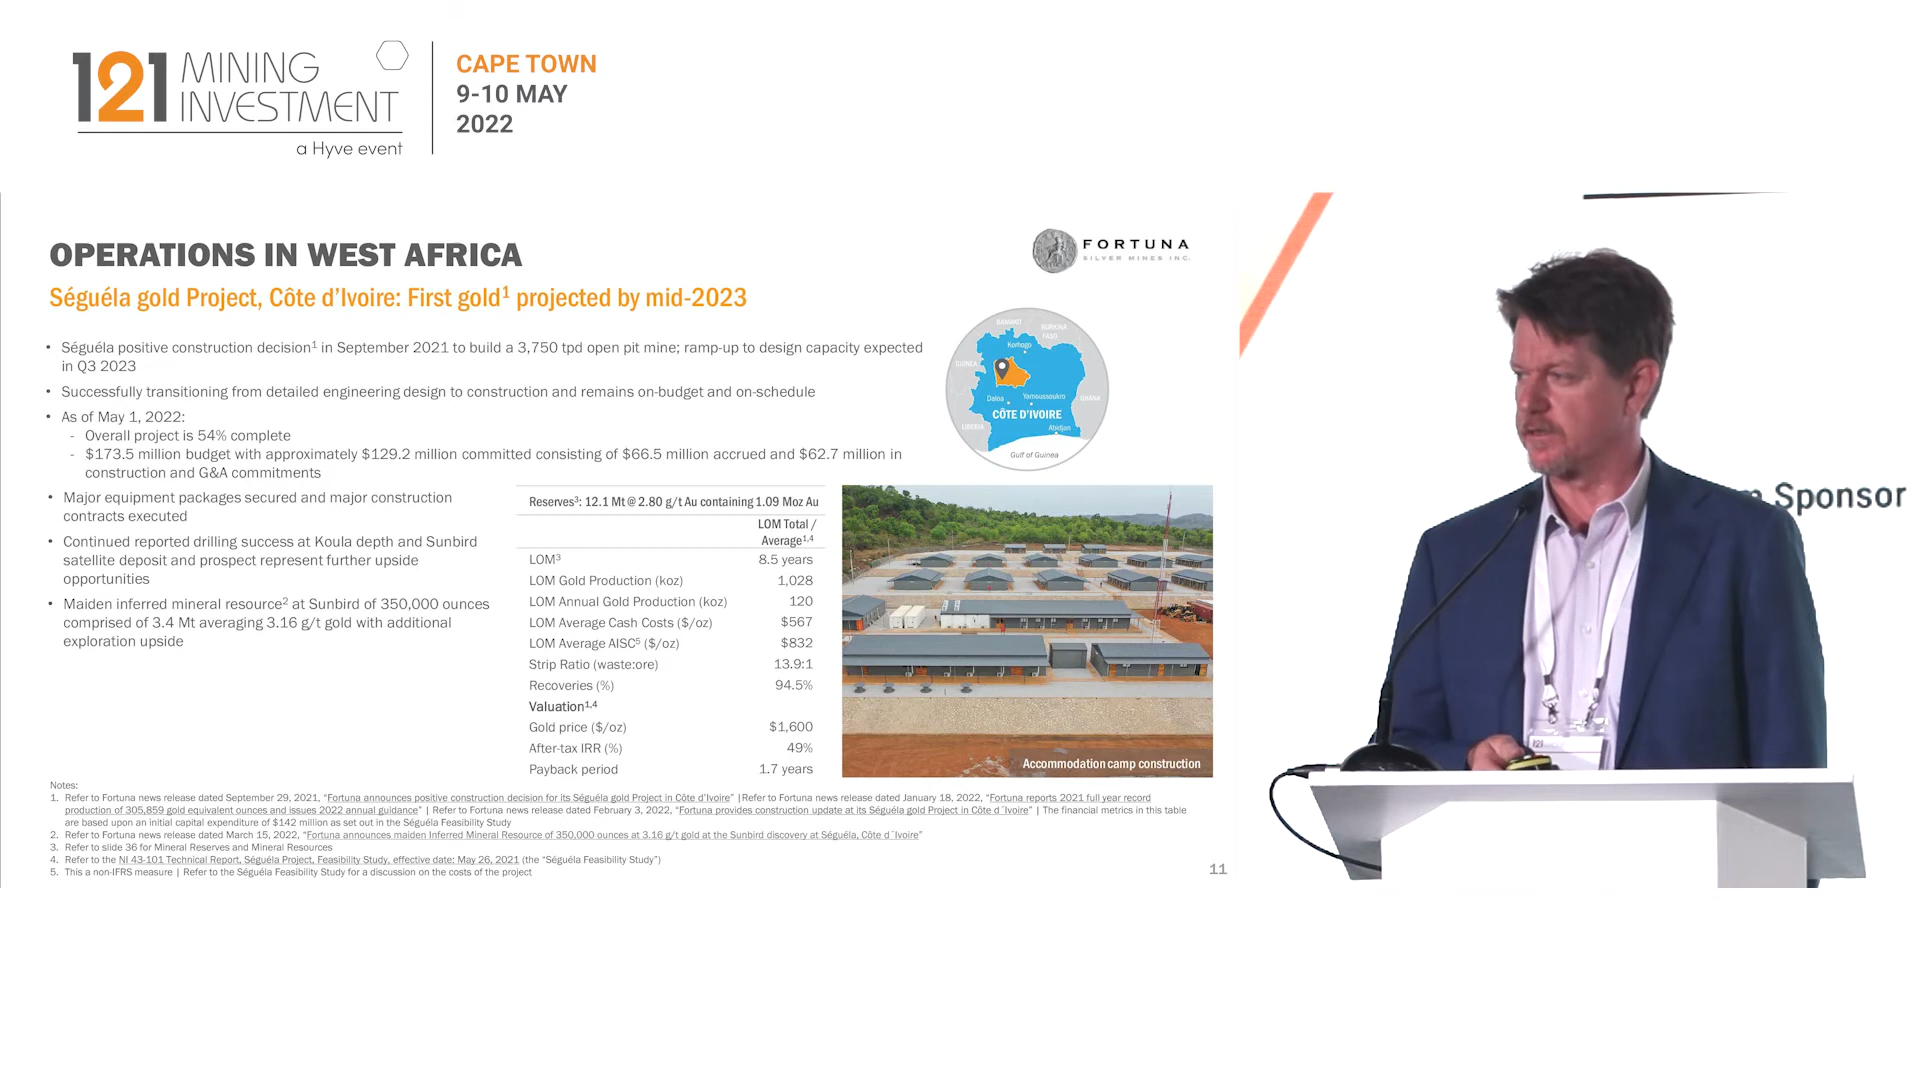 121 MINING
INVESTMENT
a Hyve event
CAPE TOWN
9-10 MAY
2022
OPERATIONS IN WEST AFRICA
Séguéla gold Project, Côte d’Ivoire: First gold¹ projected by mid-2023
FORTUNA
SILVER MINES INC.
• Séguéla positive construction decision¹ in September 2021 to build a 3,750 tpd open pit mine; ramp-up to design capacity expected
in Q3 2023
• Successfully transitioning from detailed engineering design to construction and remains on-budget and on-schedule
• As of May 1, 2022:
- Overall project is 54% complete
- $173.5 million budget with approximately $129.2 million committed consisting of $66.5 million accrued and $62.7 million in
construction and G&A commitments
• Major equipment packages secured and major construction
contracts executed
• Continued reported drilling success at Koula depth and Sunbird
satellite deposit and prospect represent further upside
opportunities
• Maiden inferred mineral resource² at Sunbird of 350,000 ounces
comprised of 3.4 Mt averaging 3.16 g/t gold with additional
exploration upside
BURKINA
FASO
Korhogo
GUINEA
Daloa
Yamoussoukro
GHANA
CÔTE D’IVOIRE
LIBERIA
Abidjan
Gulf of Guinea
Reserves³: 12.1 Mt @ 2.80 g/t Au containing 1.09 Moz Au
LOM Total /
Average¹,⁴
LOM³ 8.5 years
LOM Gold Production (koz) 1,028
LOM Annual Gold Production (koz) 120
LOM Average Cash Costs ($/oz) $567
LOM Average AISC⁵ ($/oz) $832
Strip Ratio (waste:ore) 13.9:1
Recoveries (%) 94.5%
Valuation¹,⁴
Gold price ($/oz) $1,600
After-tax IRR (%) 49%
Payback period 1.7 years
Accommodation camp construction
Notes:
1. Refer to Fortuna news release dated September 29, 2021, “Fortuna announces positive construction decision for its Séguéla gold Project in Côte d’Ivoire” |Refer to Fortuna news release dated January 18, 2022, “Fortuna reports 2021 full year record
production of 305,859 gold equivalent ounces and issues 2022 annual guidance” | Refer to Fortuna news release dated February 3, 2022, “Fortuna provides construction update at its Séguéla gold Project in Côte d´Ivoire” | The financial metrics in this table
are based upon an initial capital expenditure of $142 million as set out in the Séguéla Feasibility Study
2. Refer to Fortuna news release dated March 15, 2022, “Fortuna announces maiden Inferred Mineral Resource of 350,000 ounces at 3.16 g/t gold at the Sunbird discovery at Séguéla, Côte d´Ivoire”
3. Refer to slide 36 for Mineral Reserves and Mineral Resources
4. Refer to the NI 43-101 Technical Report, Séguéla Project, Feasibility Study, effective date: May 26, 2021 (the “Séguéla Feasibility Study”)
5. This a non-IFRS measure | Refer to the Séguéla Feasibility Study for a discussion on the costs of the project
11
Sponsor
121